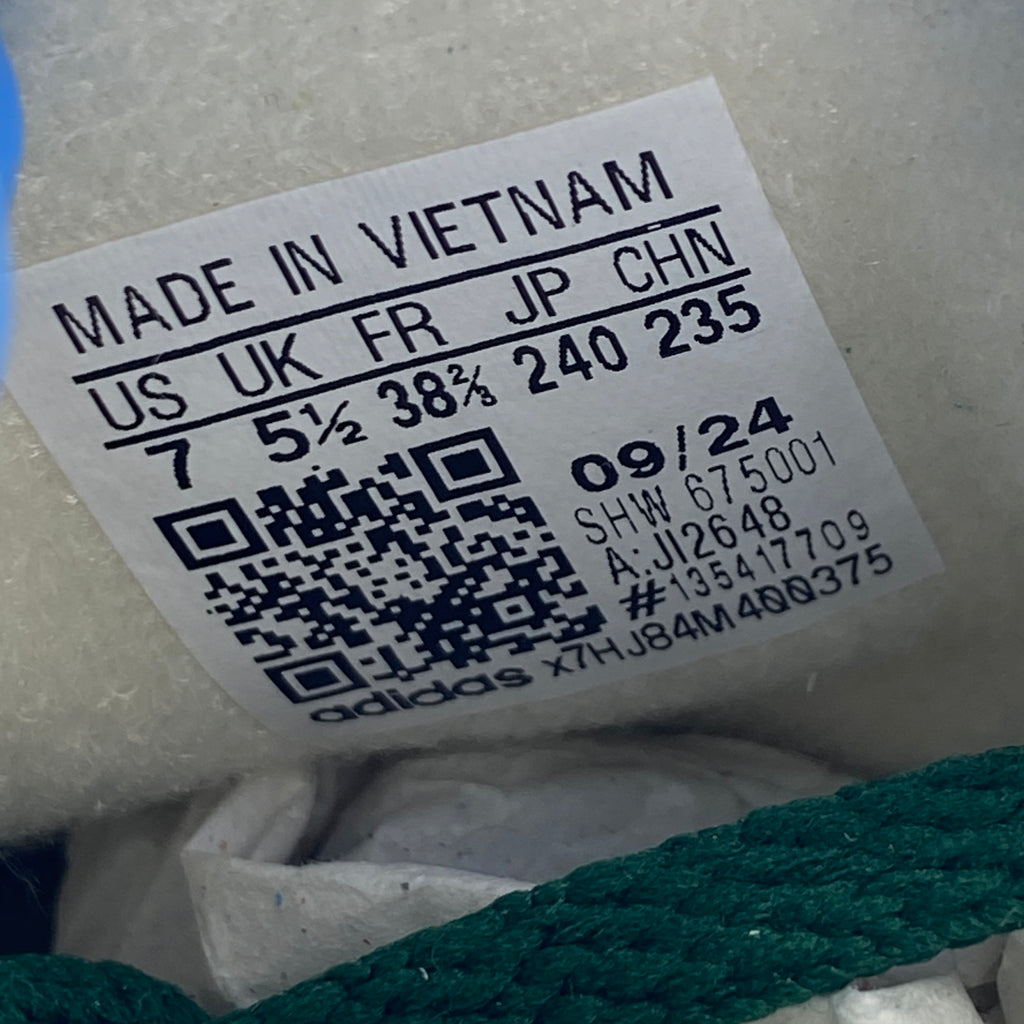 MADE IN VIETNAM
US UK FR JP CHN
7 5½ 38⅔ 240 235
09/24
SHW 675001
A:JI2648
#135417709
adidas x7HJ84M400375